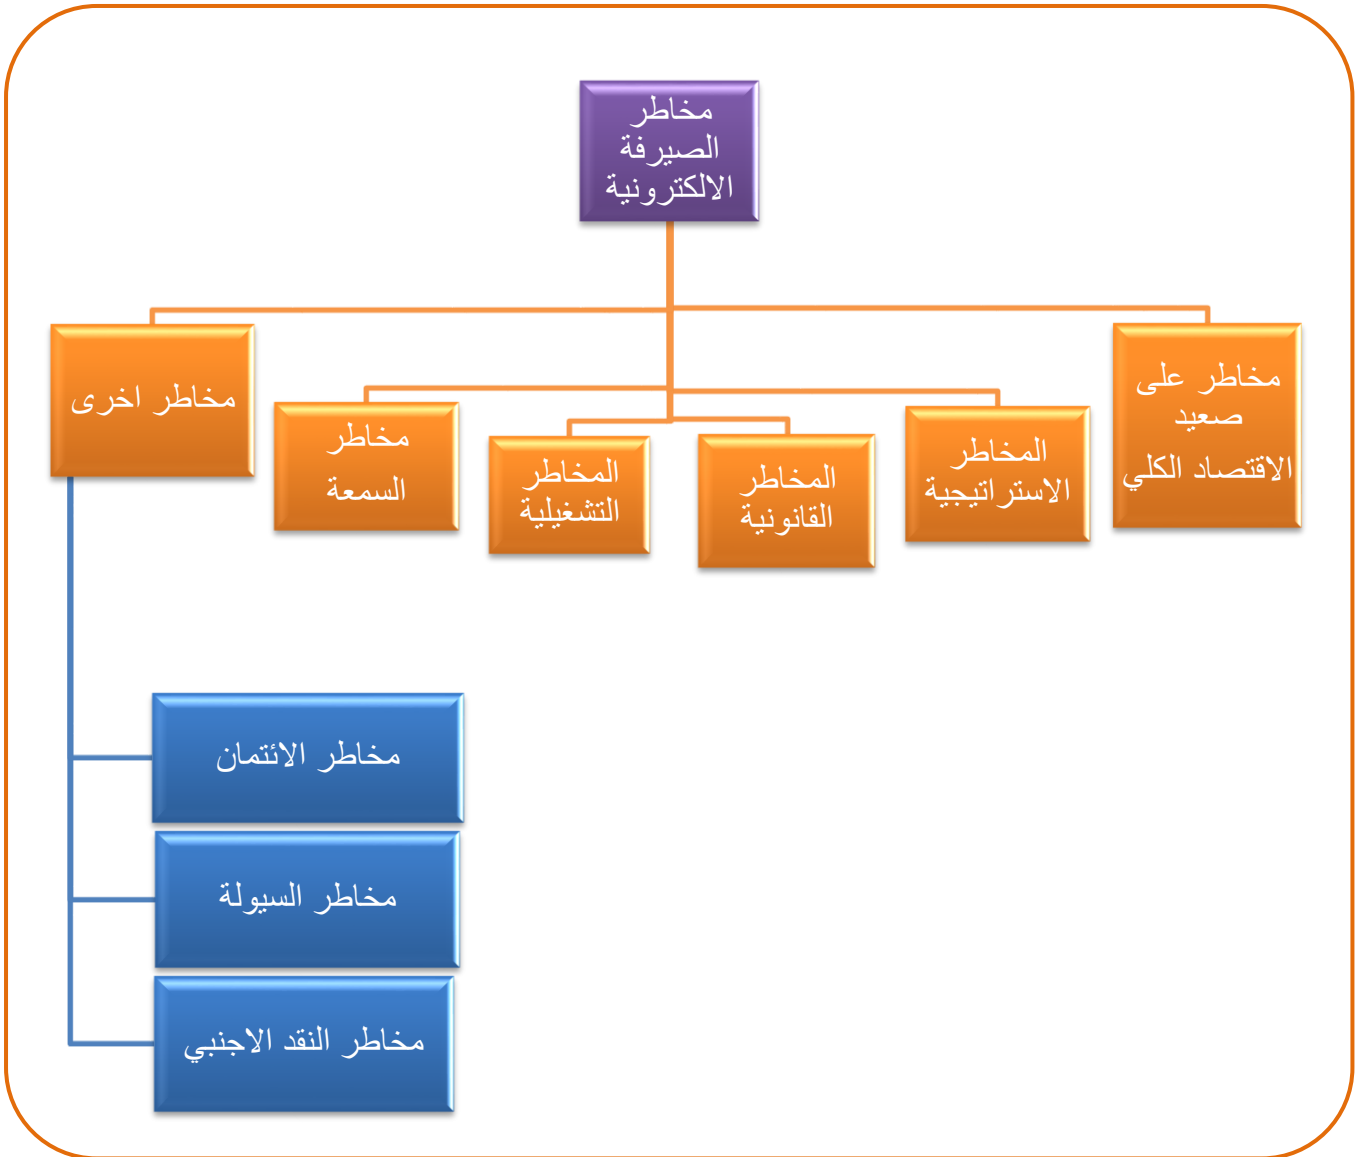 مخاطر
الصيرفة
الالكترونية
مخاطر على
صعيد
الاقتصاد الكلي
المخاطر
الاستراتيجية
المخاطر
القانونية
المخاطر
التشغيلية
مخاطر
السمعة
مخاطر اخرى
مخاطر الائتمان
مخاطر السيولة
مخاطر النقد الاجنبي